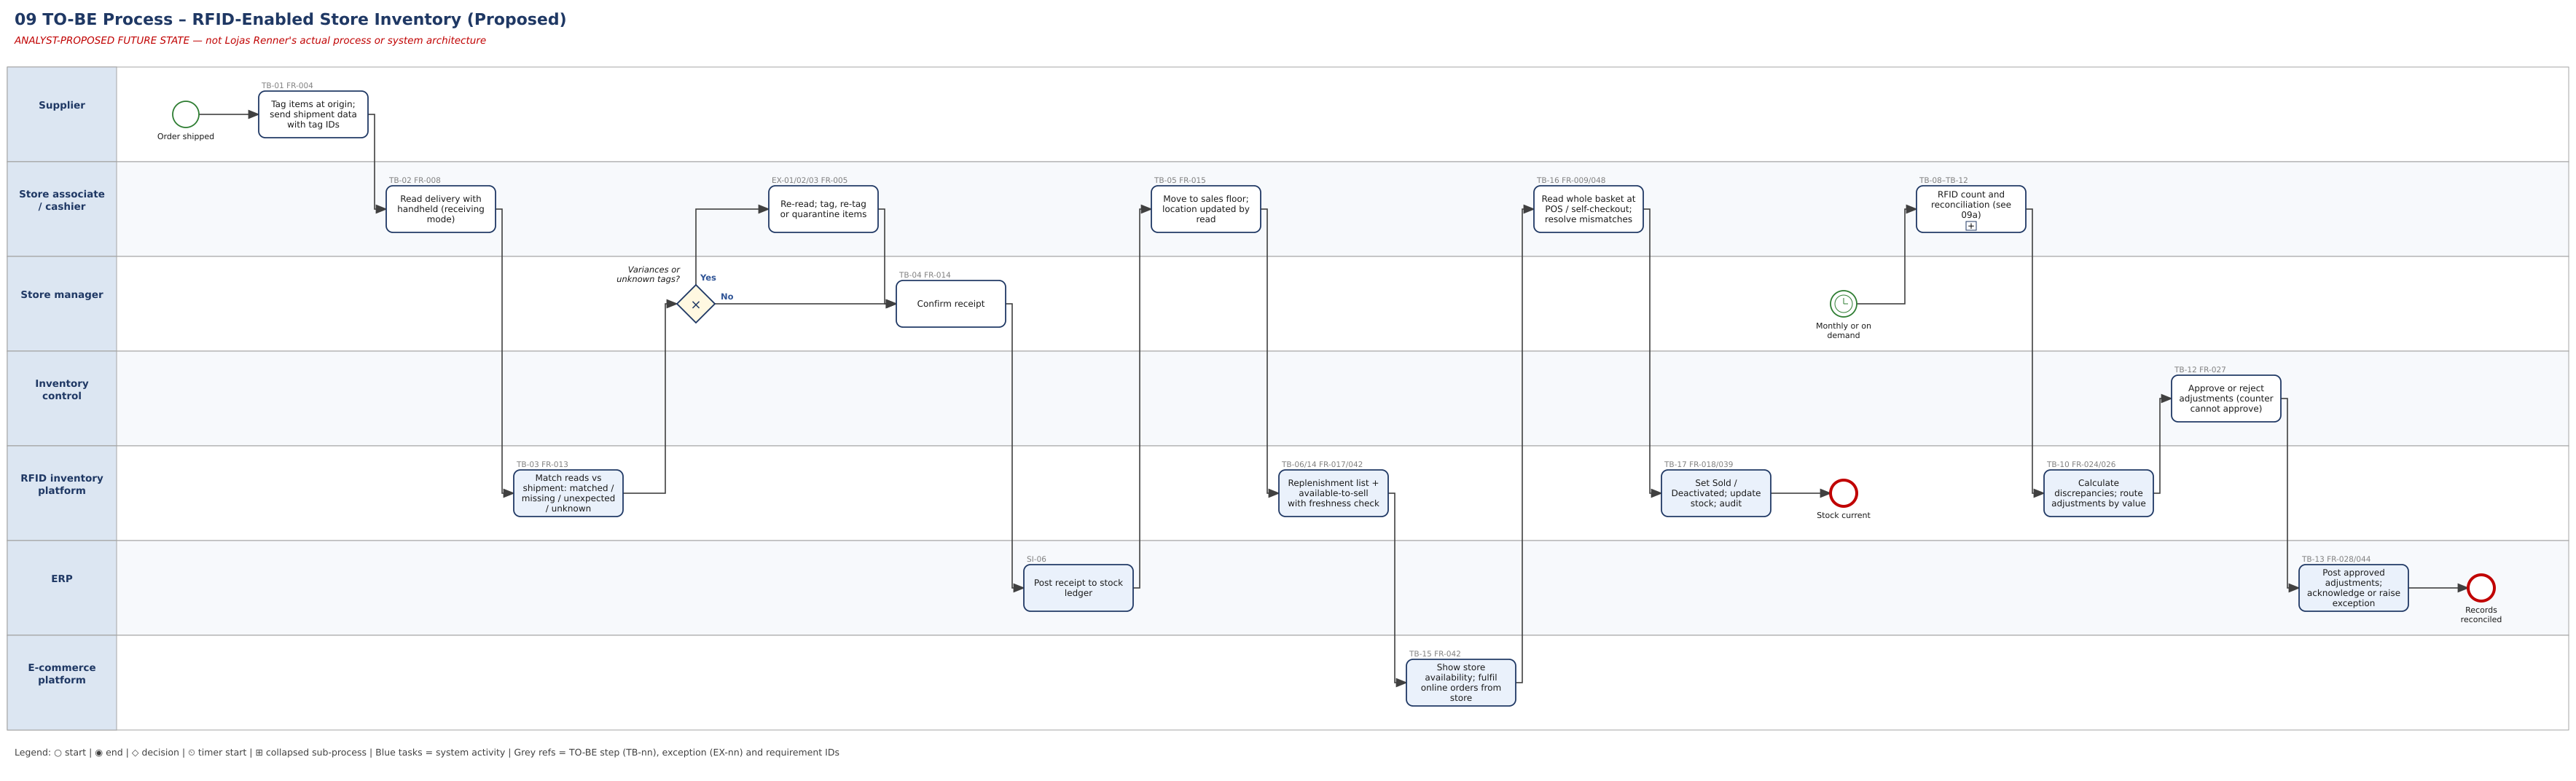 09 TO-BE Process – RFID-Enabled Store Inventory (Proposed)
ANALYST-PROPOSED FUTURE STATE — not Lojas Renner's actual process or system architecture
Supplier
Order shipped
TB-01 FR-004
Tag items at origin;
send shipment data
with tag IDs
Store associate
/ cashier
TB-02 FR-008
Read delivery with
handheld (receiving
mode)
EX-01/02/03 FR-005
Re-read; tag, re-tag
or quarantine items
TB-05 FR-015
Move to sales floor;
location updated by
read
TB-16 FR-009/048
Read whole basket at
POS / self-checkout;
resolve mismatches
TB-08–TB-12
RFID count and
reconciliation (see
09a)
Store manager
Variances or
unknown tags?
Yes
No
TB-04 FR-014
Confirm receipt
Monthly or on
demand
Inventory
control
TB-12 FR-027
Approve or reject
adjustments (counter
cannot approve)
RFID inventory
platform
TB-03 FR-013
Match reads vs
shipment: matched /
missing / unexpected
/ unknown
TB-06/14 FR-017/042
Replenishment list +
available-to-sell
with freshness check
TB-17 FR-018/039
Set Sold /
Deactivated; update
stock; audit
Stock current
TB-10 FR-024/026
Calculate
discrepancies; route
adjustments by value
ERP
SI-06
Post receipt to stock
ledger
TB-13 FR-028/044
Post approved
adjustments;
acknowledge or raise
exception
Records
reconciled
E-commerce
platform
TB-15 FR-042
Show store
availability; fulfil
online orders from
store
Legend: ○ start | ◉ end | ◇ decision | ⏲ timer start | ⊞ collapsed sub-process | Blue tasks = system activity | Grey refs = TO-BE step (TB-nn), exception (EX-nn) and requirement IDs